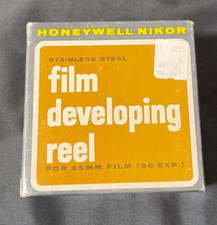 HONEYWELL NIKOR
STAINLESS STEEL
film
developing
reel
FOR 35MM FILM (36 EXP.)